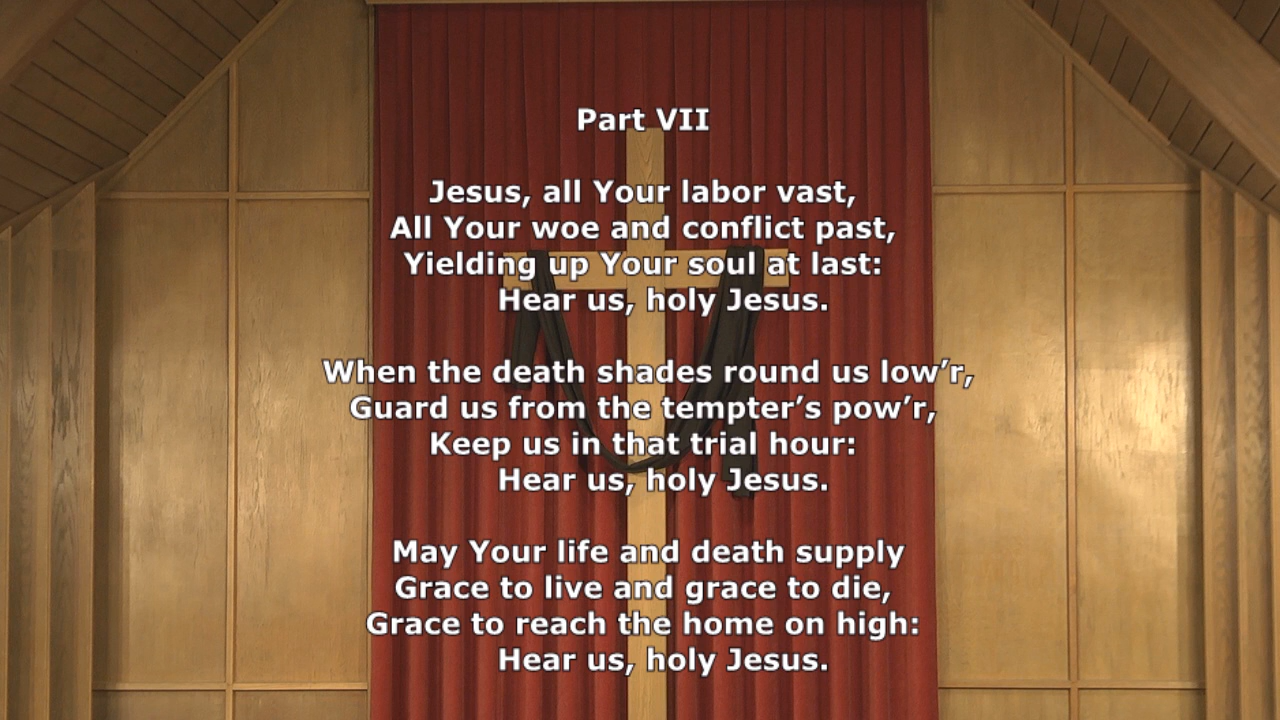 Part VII
Jesus, all Your labor vast,
All Your woe and conflict past,
Yielding up Your soul at last:
Hear us, holy Jesus.
When the death shades round us low’r,
Guard us from the tempter’s pow’r,
Keep us in that trial hour:
Hear us, holy Jesus.
May Your life and death supply
Grace to live and grace to die,
Grace to reach the home on high:
Hear us, holy Jesus.